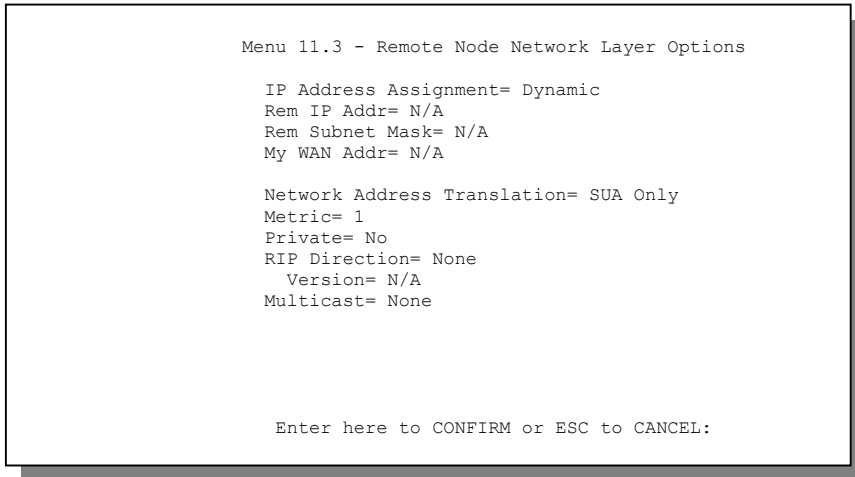 Menu 11.3 - Remote Node Network Layer Options
IP Address Assignment= Dynamic
Rem IP Addr= N/A
Rem Subnet Mask= N/A
My WAN Addr= N/A
Network Address Translation= SUA Only
Metric= 1
Private= No
RIP Direction= None
Version= N/A
Multicast= None
Enter here to CONFIRM or ESC to CANCEL: